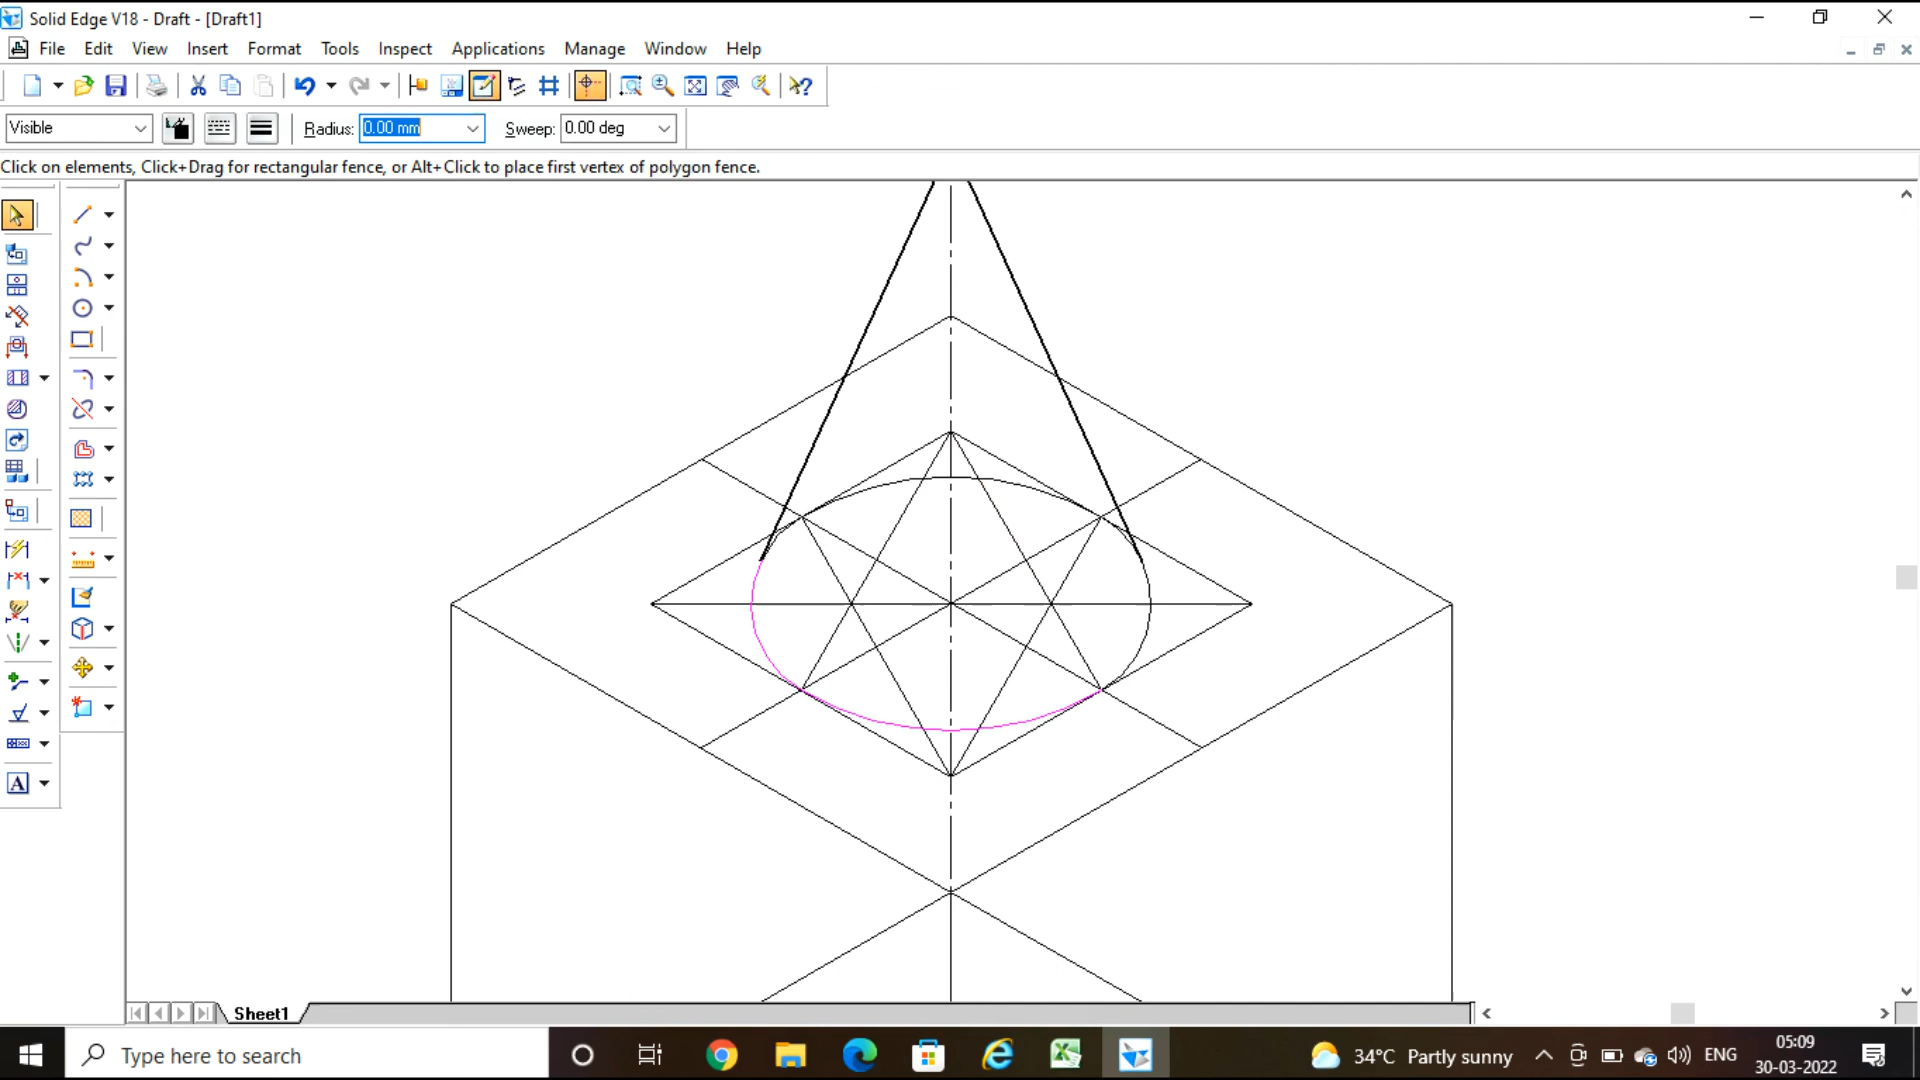 Solid Edge V18 - Draft - [Draft1]
File Edit View Insert Format Tools Inspect Applications Manage Window Help
Visible Radius: 0.00 mm Sweep: 0.00 deg
Click on elements, Click+Drag for rectangular fence, or Alt+Click to place first vertex of polygon fence.
A
Sheet1
Type here to search
34°C Partly sunny
ENG
05:09
30-03-2022